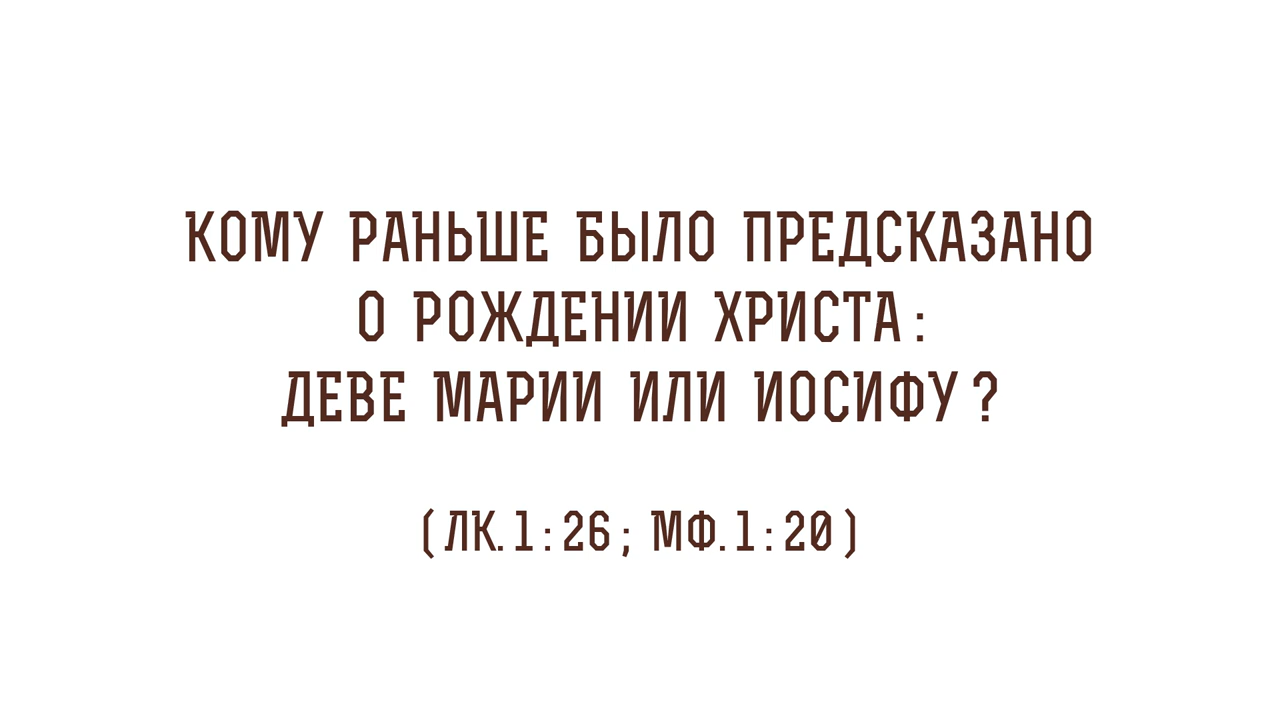 КОМУ РАНЬШЕ БЫЛО ПРЕДСКАЗАНО
О РОЖДЕНИИ ХРИСТА:
ДЕВЕ МАРИИ ИЛИ ИОСИФУ?
(ЛК.1:26; МФ.1:20)